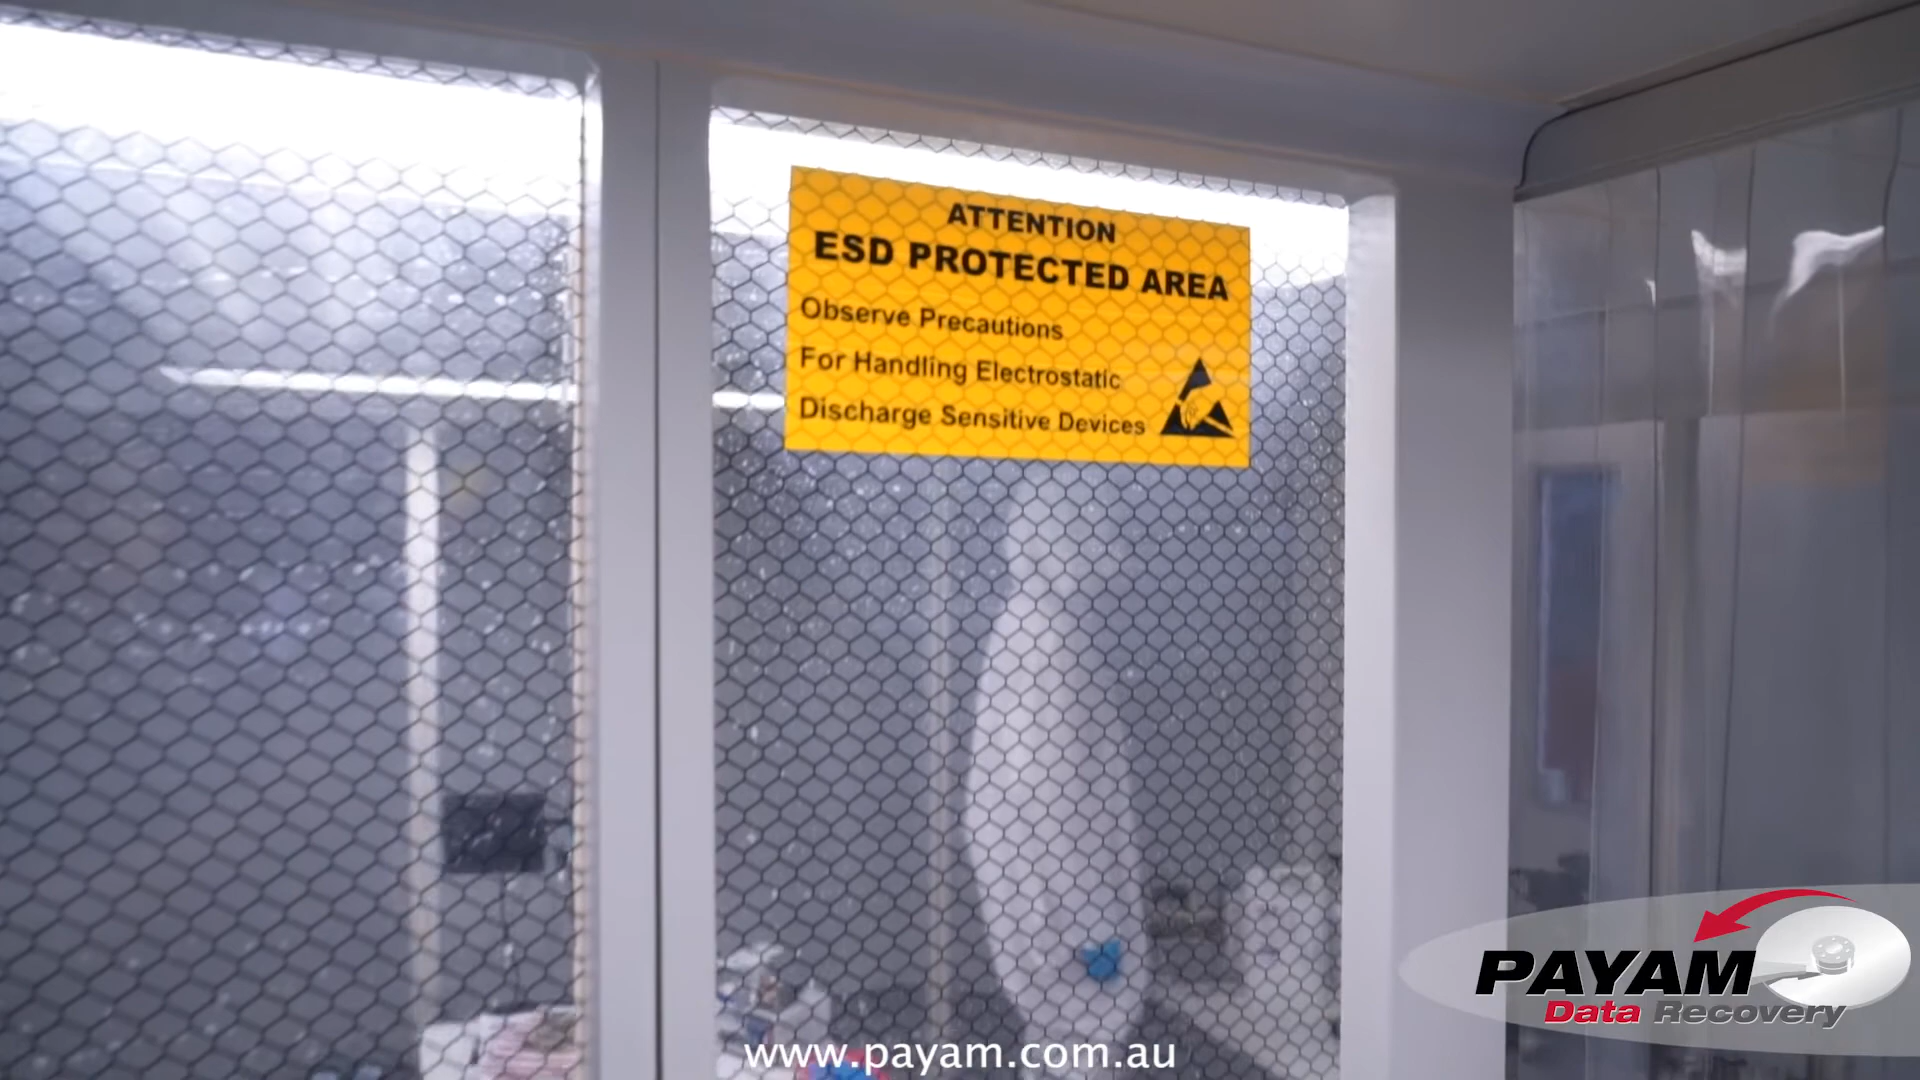 ATTENTION
ESD PROTECTED AREA
Observe Precautions
For Handling Electrostatic
Discharge Sensitive Devices
PAYAM
Data Recovery
www.payam.com.au